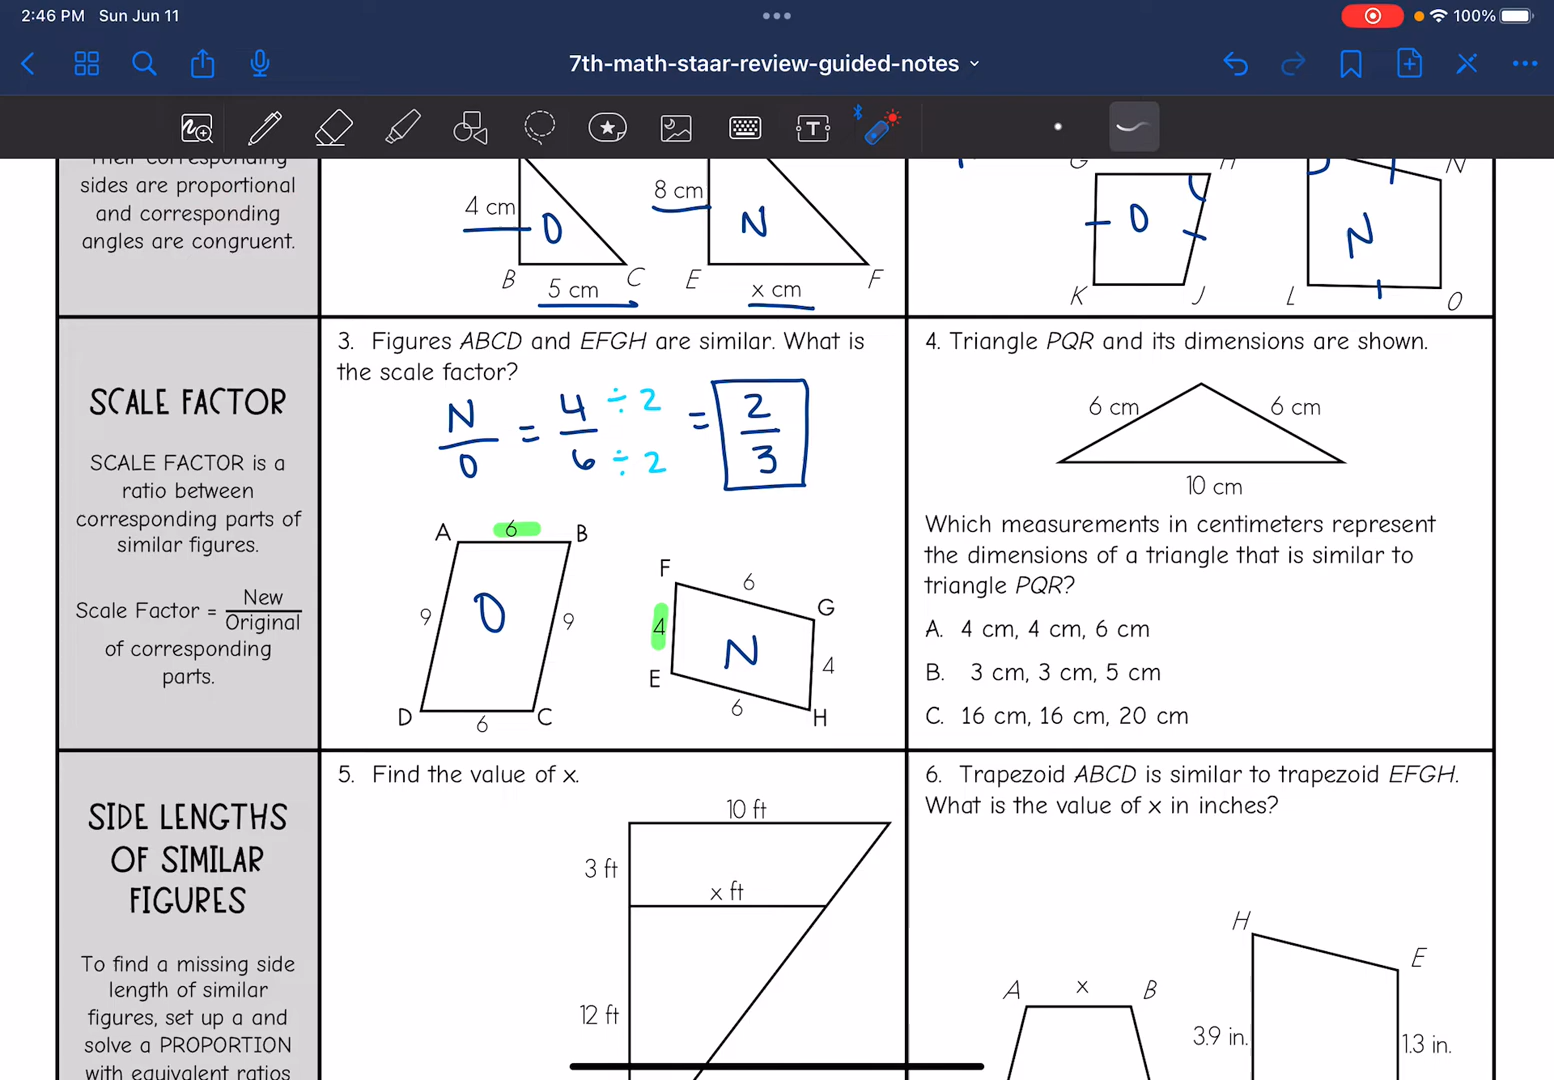 2:46 PM Sun Jun 11
100%
7th-math-staar-review-guided-notes
T
Their corresponding
sides are proportional
and corresponding
angles are congruent.
4 cm
O
B
5 cm
C
8 cm
N
E
x cm
F
G
H
O
K
J
N
N
L
O
SCALE FACTOR
SCALE FACTOR is a
ratio between
corresponding parts of
similar figures.
Scale Factor = New
Original
of corresponding
parts.
3. Figures ABCD and EFGH are similar. What is
the scale factor?
N/O = 4/6 ÷ 2/÷ 2 = 2/3
A
6
B
9
O
9
D
6
C
F
6
G
4
N
4
E
6
H
4. Triangle PQR and its dimensions are shown.
6 cm
6 cm
10 cm
Which measurements in centimeters represent
the dimensions of a triangle that is similar to
triangle PQR?
A. 4 cm, 4 cm, 6 cm
B. 3 cm, 3 cm, 5 cm
C. 16 cm, 16 cm, 20 cm
SIDE LENGTHS
OF SIMILAR
FIGURES
To find a missing side
length of similar
figures, set up a and
solve a PROPORTION
with equivalent ratios
5. Find the value of x.
10 ft
3 ft
x ft
12 ft
6. Trapezoid ABCD is similar to trapezoid EFGH.
What is the value of x in inches?
A
x
B
H
E
3.9 in.
1.3 in.